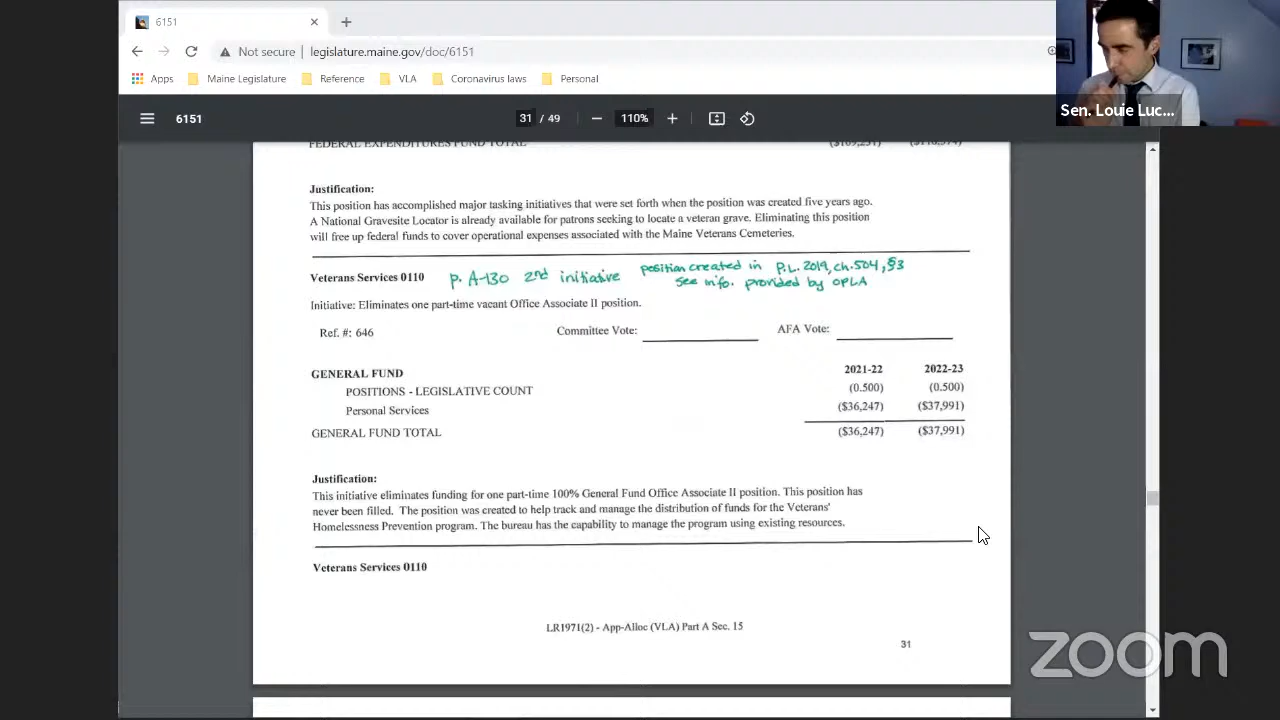 6151
Not secure | legislature.maine.gov/doc/6151
Apps Maine Legislature Reference VLA Coronavirus laws Personal
Sen. Louie Luc...
6151 31 / 49 110%
FEDERAL EXPENDITURES FUND TOTAL
Justification:
This position has accomplished major tasking initiatives that were set forth when the position was created five years ago.
A National Gravesite Locator is already available for patrons seeking to locate a veteran grave. Eliminating this position
will free up federal funds to cover operational expenses associated with the Maine Veterans Cemeteries.
Veterans Services 0110 p. A-130 2nd initiative position created in P.L. 2019, ch. 504, §3
see info. provided by OPLA
Initiative: Eliminates one part-time vacant Office Associate II position.
Ref. #: 646 Committee Vote: AFA Vote:
GENERAL FUND 2021-22 2022-23
POSITIONS - LEGISLATIVE COUNT (0.500) (0.500)
Personal Services ($36,247) ($37,991)
GENERAL FUND TOTAL ($36,247) ($37,991)
Justification:
This initiative eliminates funding for one part-time 100% General Fund Office Associate II position. This position has
never been filled. The position was created to help track and manage the distribution of funds for the Veterans'
Homelessness Prevention program. The bureau has the capability to manage the program using existing resources.
Veterans Services 0110
LR1971(2) - App-Alloc (VLA) Part A Sec. 15
31
zoom